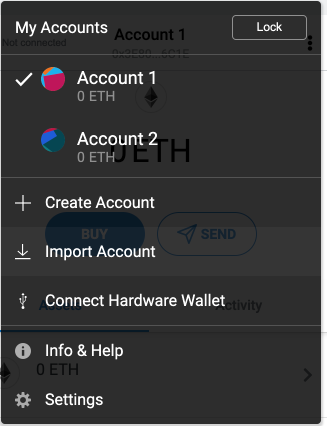 My Accounts
Lock
Not connected
Account 1
0x3E80...6C1E
Account 1
0 ETH
Account 2
0 ETH
0 ETH
Create Account
BUY
SEND
Import Account
Connect Hardware Wallet
Assets
Activity
Info & Help
0 ETH
Settings